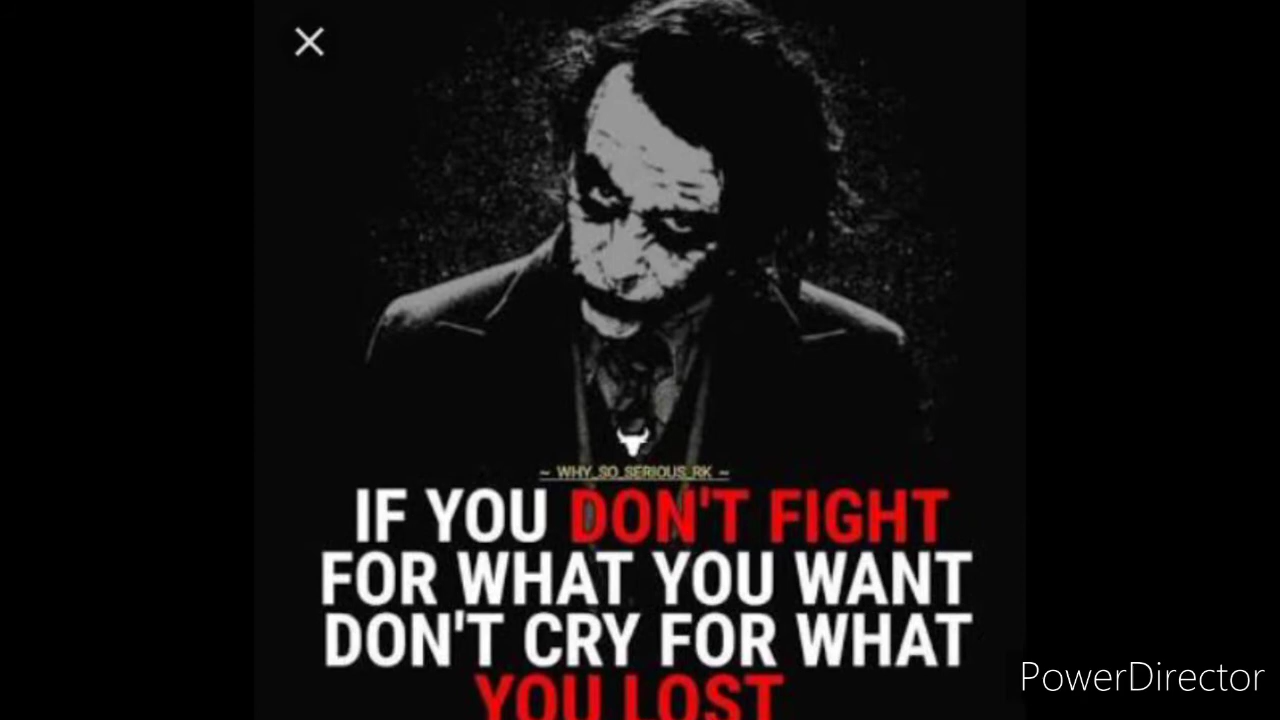 ~ WHY_SO_SERIOUS_RK ~
IF YOU DON'T FIGHT
FOR WHAT YOU WANT
DON'T CRY FOR WHAT
YOU LOST
PowerDirector